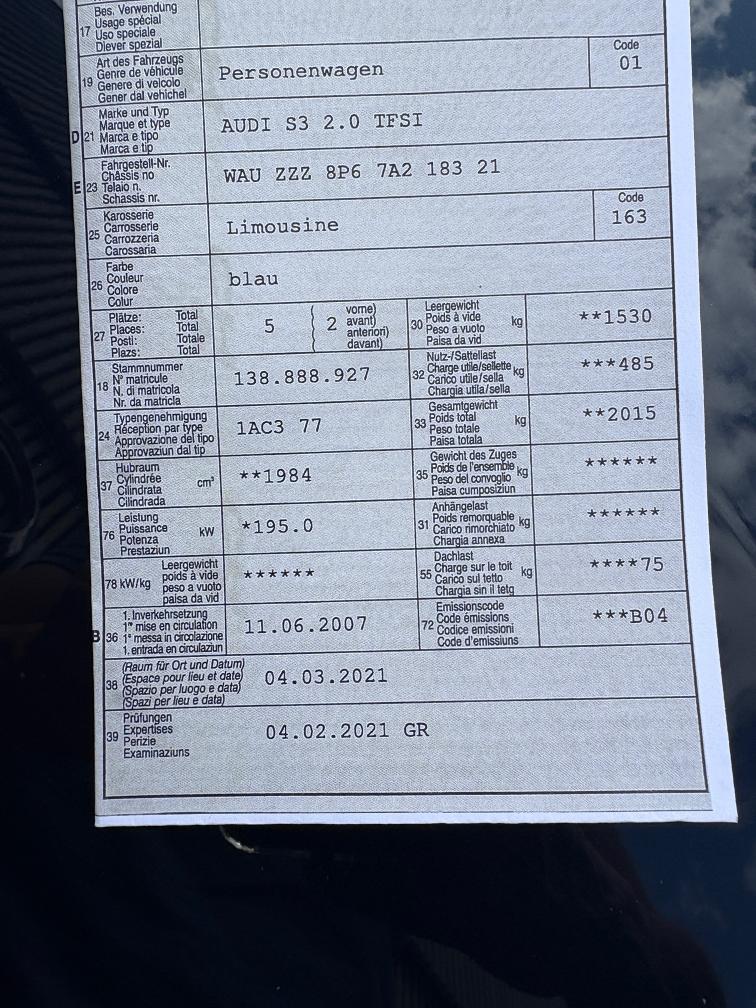 17
Bes. Verwendung
Usage spécial
Uso speciale
Diever spezial
19
Art des Fahrzeugs
Genre de véhicule
Genere di veicolo
Gener dal vehichel
Personenwagen
Code
01
D 21
Marke und Typ
Marque et type
Marca e tipo
Marca e tip
AUDI S3 2.0 TFSI
E 23
Fahrgestell-Nr.
Châssis no
Telaio n.
Schassis nr.
WAU ZZZ 8P6 7A2 183 21
25
Karosserie
Carrosserie
Carrozzeria
Carossaria
Limousine
Code
163
26
Farbe
Couleur
Colore
Colur
blau
27
Plätze: Total
Places: Total
Posti: Totale
Plazs: Total
5 ( 2
vorne)
avant)
anteriori)
davant)
30
Leergewicht
Poids à vide
Peso a vuoto
Paisa da vid
kg
**1530
18
Stammnummer
N° matricule
N. di matricola
Nr. da matricla
138.888.927
32
Nutz-/Sattellast
Charge utile/sellette
Carico utile/sella
Chargia utila/sella
kg
***485
24
Typengenehmigung
Réception par type
Approvazione del tipo
Approvaziun dal tip
1AC3 77
33
Gesamtgewicht
Poids total
Peso totale
Paisa totala
kg
**2015
37
Hubraum
Cylindrée
Cilindrata
Cilindrada
cm³
**1984
35
Gewicht des Zuges
Poids de l'ensemble
Peso del convoglio
Paisa cumposiziun
kg
******
76
Leistung
Puissance
Potenza
Prestaziun
kW
*195.0
31
Anhängelast
Poids remorquable
Carico rimorchiato
Chargia annexa
kg
******
78 kW/kg
Leergewicht
poids à vide
peso a vuoto
paisa da vid
******
55
Dachlast
Charge sur le toit
Carico sul tetto
Chargia sin il tetg
kg
****75
B 36
1. Inverkehrsetzung
1re mise en circulation
1a messa in circolazione
1. entrada en circulaziun
11.06.2007
72
Emissionscode
Code émissions
Codice emissioni
Code d'emissiuns
***B04
38
(Raum für Ort und Datum)
(Espace pour lieu et date)
(Spazio per luogo e data)
(Spazi per lieu e data)
04.03.2021
39
Prüfungen
Expertises
Perizie
Examinaziuns
04.02.2021 GR